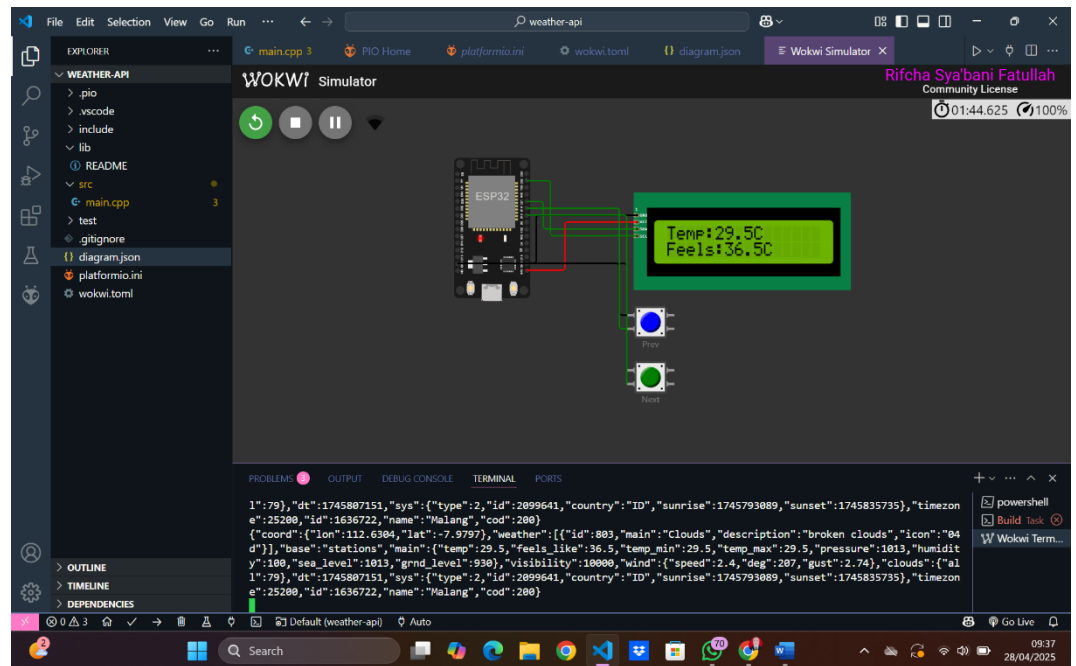 File Edit Selection View Go Run ··· weather-api
EXPLORER ···
main.cpp 3 PIO Home platformio.ini wokwi.toml {} diagram.json Wokwi Simulator
WEATHER-API
.pio
.vscode
include
lib
README
src
main.cpp 3
test
.gitignore
{} diagram.json
platformio.ini
wokwi.toml
OUTLINE
TIMELINE
DEPENDENCIES
WOKWI Simulator
Rifcha Sya'bani Fatullah
Community License
01:44.625 100%
ESP32
Temp:29.5C
Feels:36.5C
Prev
Next
PROBLEMS 3 OUTPUT DEBUG CONSOLE TERMINAL PORTS
l":79},"dt":1745807151,"sys":{"type":2,"id":2099641,"country":"ID","sunrise":1745793089,"sunset":1745835735},"timezon
e":25200,"id":1636722,"name":"Malang","cod":200}
{"coord":{"lon":112.6304,"lat":-7.9797},"weather":[{"id":803,"main":"Clouds","description":"broken clouds","icon":"04
d"}],"base":"stations","main":{"temp":29.5,"feels_like":36.5,"temp_min":29.5,"temp_max":29.5,"pressure":1013,"humidit
y":100,"sea_level":1013,"grnd_level":930},"visibility":10000,"wind":{"speed":2.4,"deg":207,"gust":2.74},"clouds":{"al
l":79},"dt":1745807151,"sys":{"type":2,"id":2099641,"country":"ID","sunrise":1745793089,"sunset":1745835735},"timezon
e":25200,"id":1636722,"name":"Malang","cod":200}
powershell
Build Task
Wokwi Term...
0 3 Default (weather-api) Auto Go Live
2 Search 70 09:37
28/04/2025